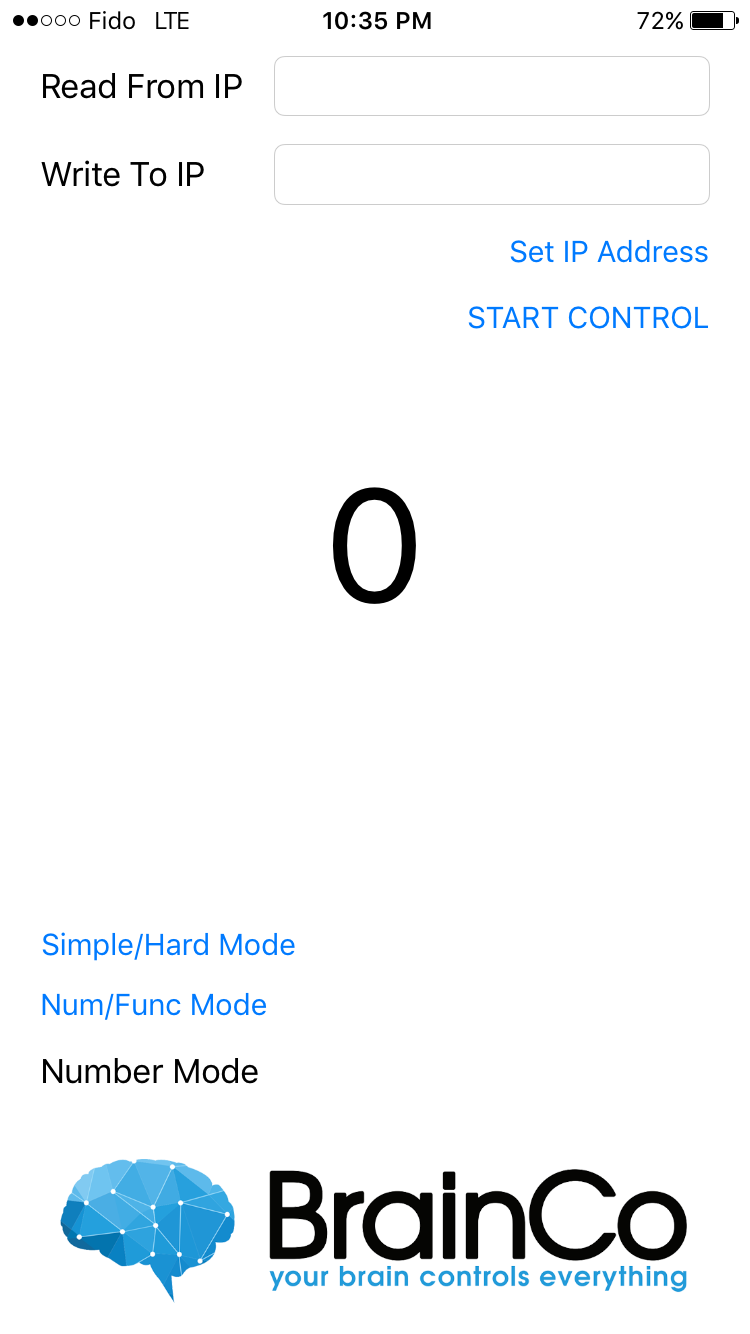 Fido LTE 10:35 PM 72%
Read From IP
Write To IP
Set IP Address
START CONTROL
0
Simple/Hard Mode
Num/Func Mode
Number Mode
BrainCo
your brain controls everything